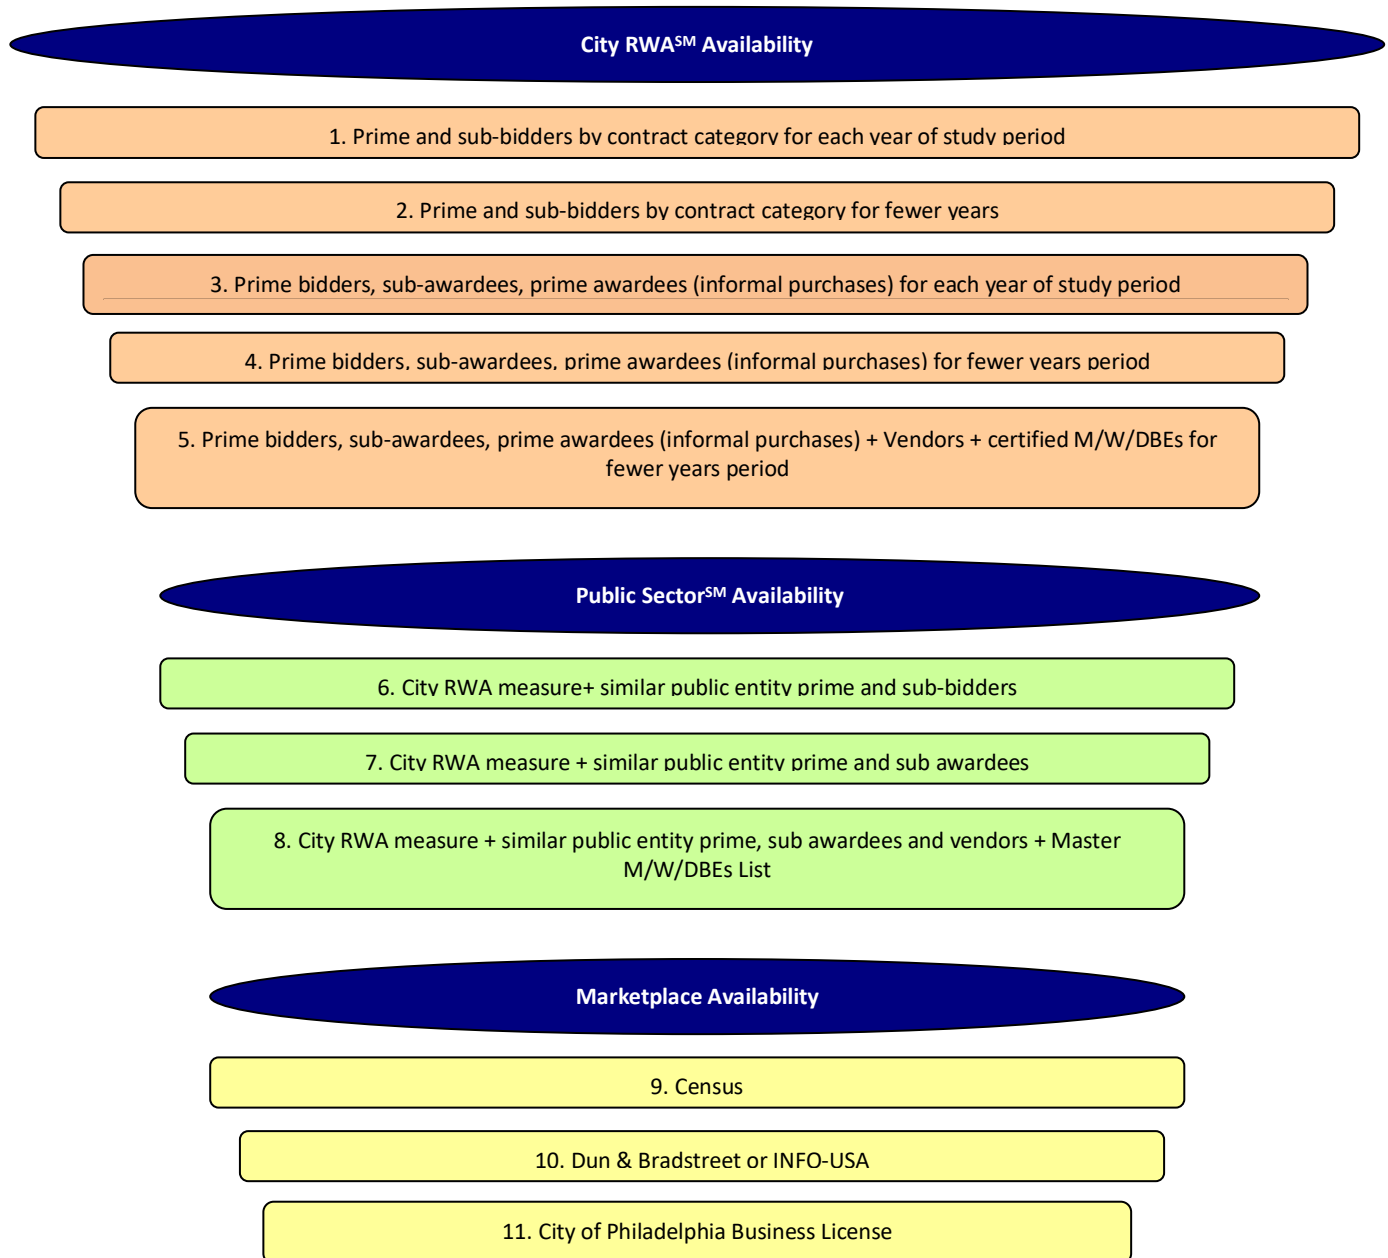 City RWA℠ Availability
1. Prime and sub-bidders by contract category for each year of study period
2. Prime and sub-bidders by contract category for fewer years
3. Prime bidders, sub-awardees, prime awardees (informal purchases) for each year of study period
4. Prime bidders, sub-awardees, prime awardees (informal purchases) for fewer years period
5. Prime bidders, sub-awardees, prime awardees (informal purchases) + Vendors + certified M/W/DBEs for
fewer years period
Public Sector℠ Availability
6. City RWA measure+ similar public entity prime and sub-bidders
7. City RWA measure + similar public entity prime and sub awardees
8. City RWA measure + similar public entity prime, sub awardees and vendors + Master
M/W/DBEs List
Marketplace Availability
9. Census
10. Dun & Bradstreet or INFO-USA
11. City of Philadelphia Business License